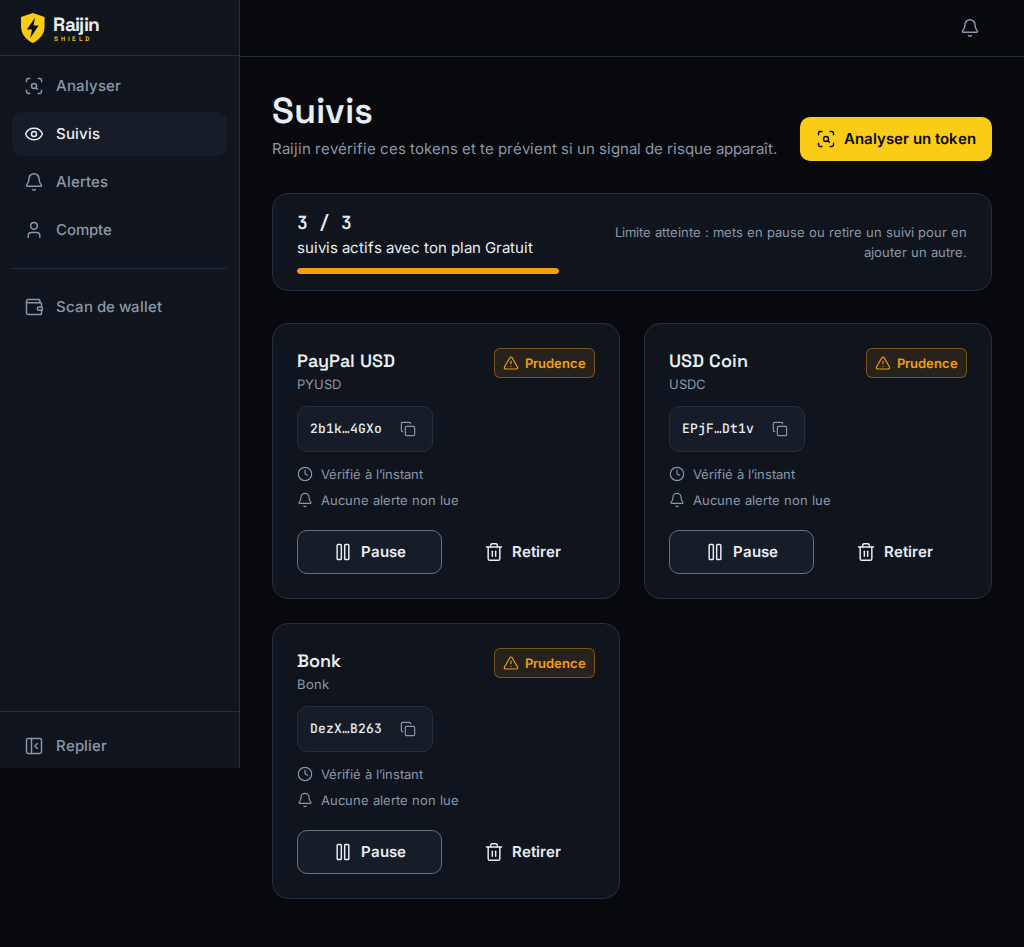 Raijin
SHIELD
Analyser
Suivis
Alertes
Compte
Scan de wallet
Replier
Suivis
Raijin revérifie ces tokens et te prévient si un signal de risque apparaît.
Analyser un token
3 / 3
suivis actifs avec ton plan Gratuit
Limite atteinte : mets en pause ou retire un suivi pour en
ajouter un autre.
PayPal USD
Prudence
PYUSD
2b1k…4GXo
Vérifié à l’instant
Aucune alerte non lue
Pause
Retirer
USD Coin
Prudence
USDC
EPjF…Dt1v
Vérifié à l’instant
Aucune alerte non lue
Pause
Retirer
Bonk
Prudence
Bonk
DezX…B263
Vérifié à l’instant
Aucune alerte non lue
Pause
Retirer